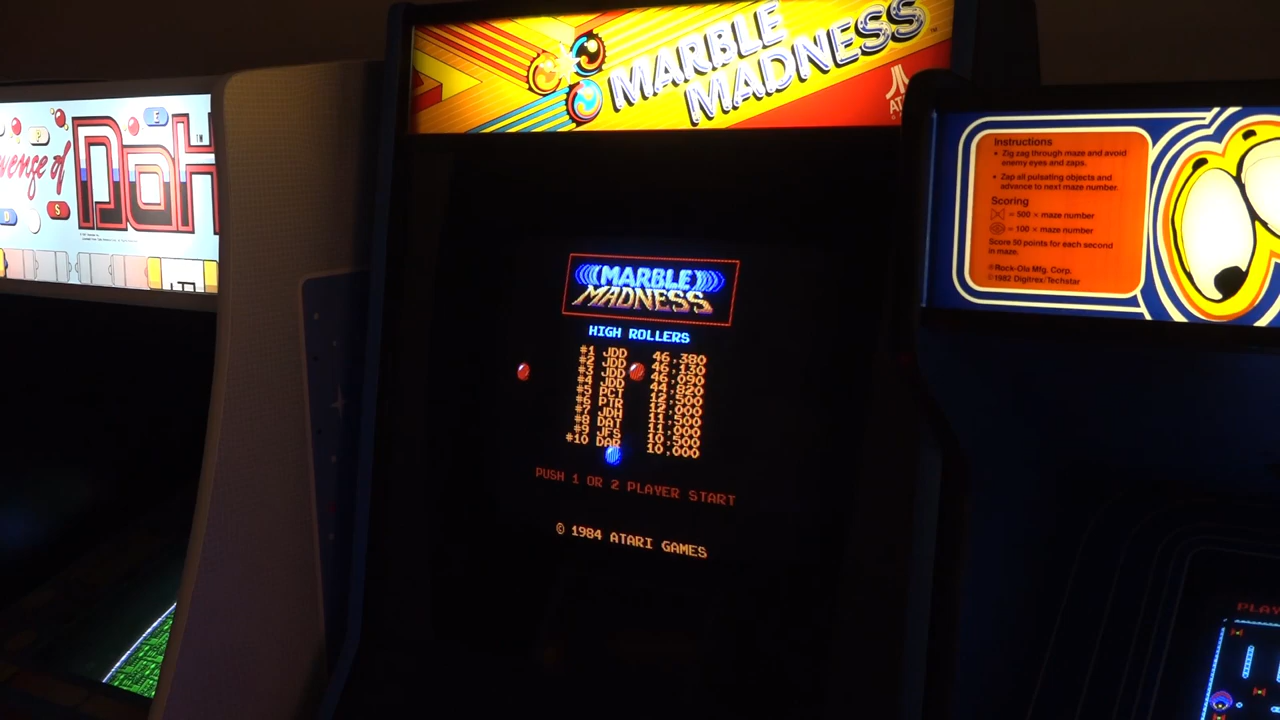 MARBLE
MADNESS
™
ATARI
P
E
D
S
Revenge of
DOH
™
MARBLE
MADNESS
HIGH ROLLERS
#1 JDD 46,380
#2 JDD 46,130
#3 JDD 46,090
#4 JDD 44,820
#5 PCT 12,500
#6 PTR 12,000
#7 JDH 11,500
#8 DAT 11,000
#9 JFS 10,500
#10 DAR 10,000
PUSH 1 OR 2 PLAYER START
© 1984 ATARI GAMES
Instructions
• Zig zag through maze and avoid
enemy eyes and zaps.
• Zap all pulsating objects and
advance to next maze number.
Scoring
= 500 × maze number
= 100 × maze number
Score 50 points for each second
in maze.
®Rock-Ola Mfg. Corp.
©1982 Digitrex/Techstar
PLAY